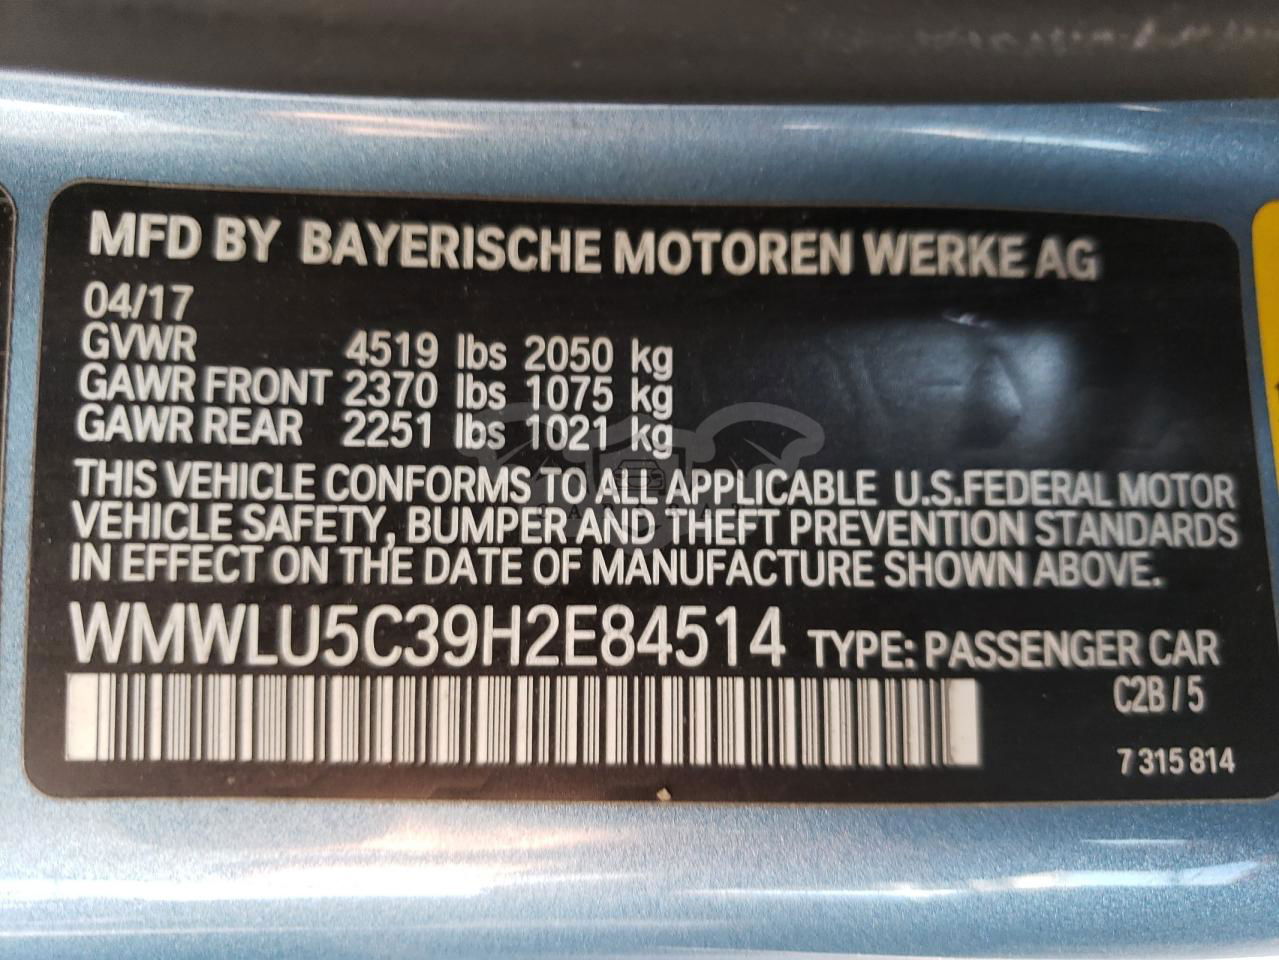 MFD BY BAYERISCHE MOTOREN WERKE AG
04/17
GVWR 4519 lbs 2050 kg
GAWR FRONT 2370 lbs 1075 kg
GAWR REAR 2251 lbs 1021 kg
THIS VEHICLE CONFORMS TO ALL APPLICABLE U.S.FEDERAL MOTOR
VEHICLE SAFETY, BUMPER AND THEFT PREVENTION STANDARDS
IN EFFECT ON THE DATE OF MANUFACTURE SHOWN ABOVE.
WMWLU5C39H2E84514 TYPE: PASSENGER CAR
C2B / 5
7 315 814